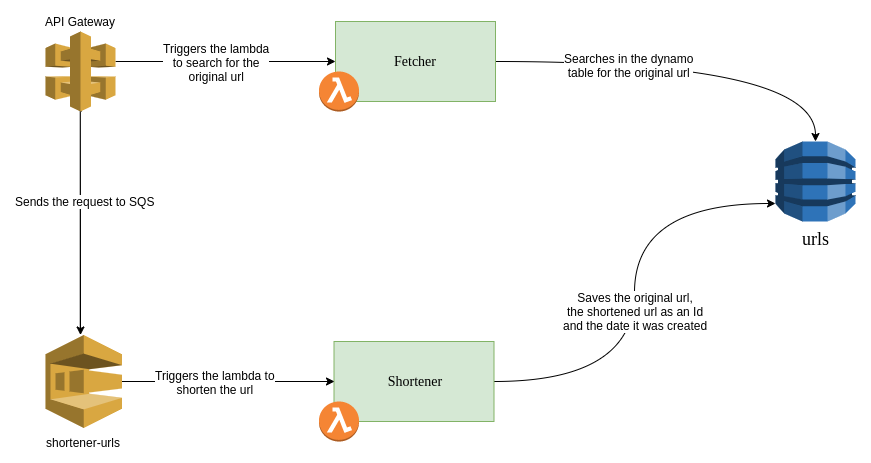 API Gateway
Triggers the lambda
to search for the
original url
Fetcher
Searches in the dynamo
table for the original url
Sends the request to SQS
urls
Saves the original url,
the shortened url as an Id
and the date it was created
Triggers the lambda to
shorten the url
Shortener
shortener-urls